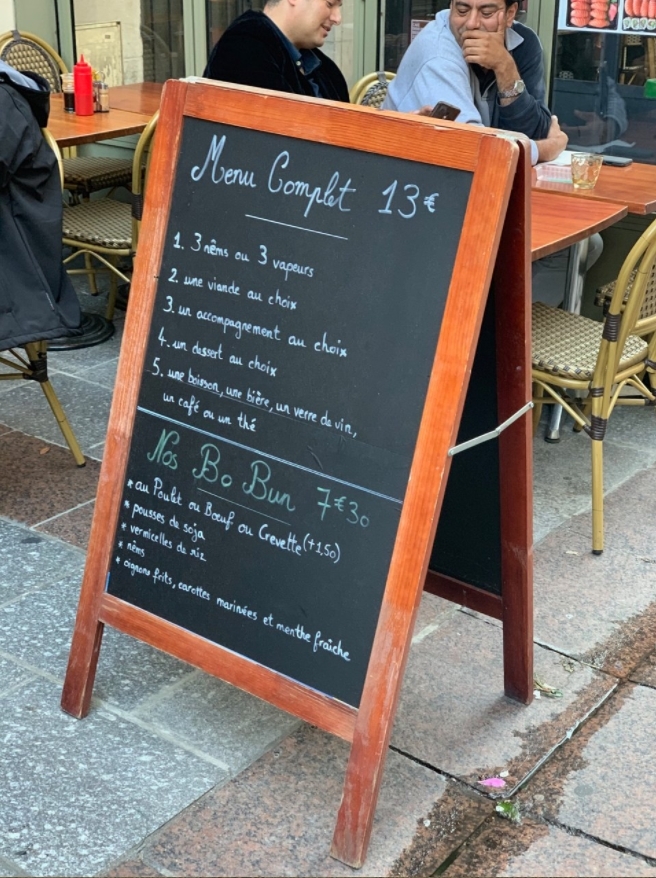 Menu Complet 13€
1. 3 nêms ou 3 vapeurs
2. une viande au choix
3. un accompagnement au choix
4. un dessert au choix
5. une boisson, une bière, un verre de vin,
un café ou un thé
Nos Bo Bun 7€30
* au Poulet ou Bœuf ou Crevette (+1,50)
* pousses de soja
* vermicelles de riz
* nêms
* oignons frits, carottes marinées et menthe fraîche